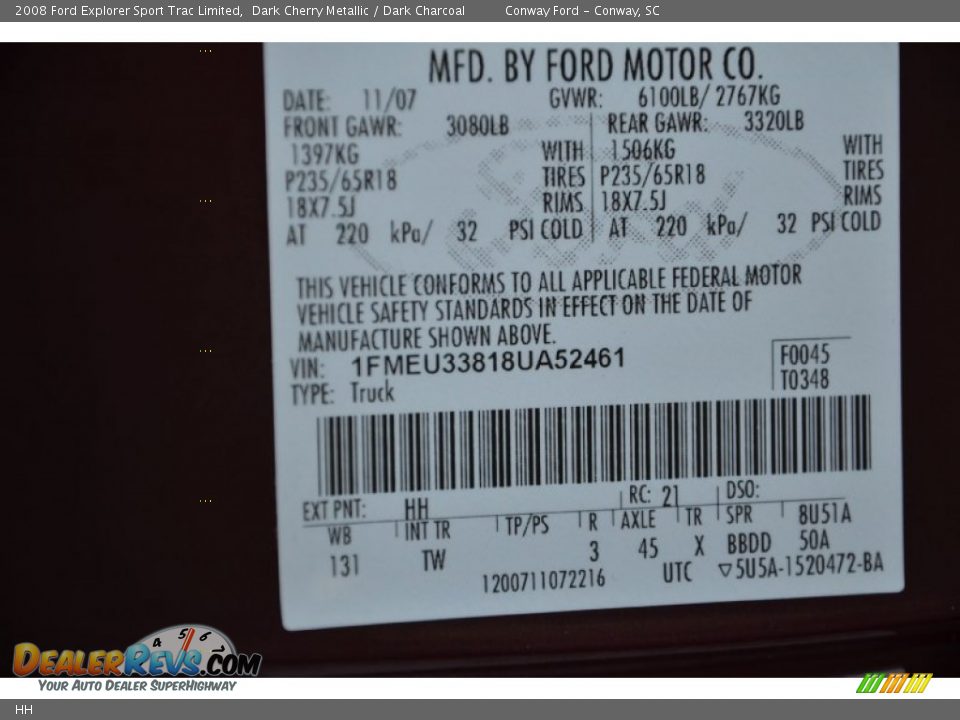 2008 Ford Explorer Sport Trac Limited, Dark Cherry Metallic / Dark Charcoal Conway Ford - Conway, SC
MFD. BY FORD MOTOR CO.
DATE: 11/07 GVWR: 6100LB/ 2767KG
FRONT GAWR: 3080LB REAR GAWR: 3320LB
1397KG WITH 1506KG WITH
P235/65R18 TIRES P235/65R18 TIRES
18X7.5J RIMS 18X7.5J RIMS
AT 220 kPa/ 32 PSI COLD AT 220 kPa/ 32 PSI COLD
THIS VEHICLE CONFORMS TO ALL APPLICABLE FEDERAL MOTOR
VEHICLE SAFETY STANDARDS IN EFFECT ON THE DATE OF
MANUFACTURE SHOWN ABOVE.
VIN: 1FMEU33818UA52461 F0045
TYPE: Truck T0348
EXT PNT: HH RC: 21 DSO:
WB INT TR TP/PS R AXLE TR SPR 8U51A
131 TW 3 45 X BBDD 50A
1200711072216 UTC ▽5U5A-1520472-BA
4 5 6
DEALERREVS.COM
YOUR AUTO DEALER SUPERHIGHWAY
HH